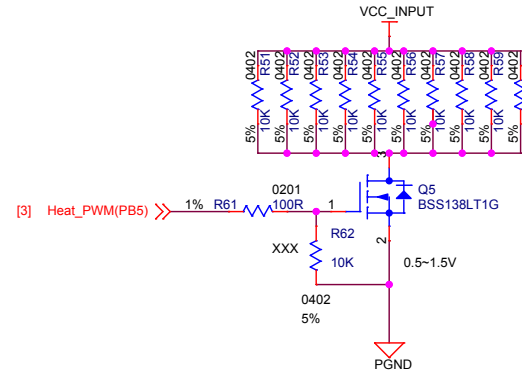 VCC_INPUT
0402 R51 10K 5%
0402 R52 10K 5%
0402 R53 10K 5%
0402 R54 10K 5%
0402 R55 10K 5%
0402 R56 10K 5%
0402 R57 10K 5%
0402 R58 10K 5%
0402 R59 10K 5%
3
Q5
BSS138LT1G
[3] Heat_PWM(PB5) 1% R61 0201 100R 1
2
R62
XXX
10K
0402
5%
0.5~1.5V
PGND